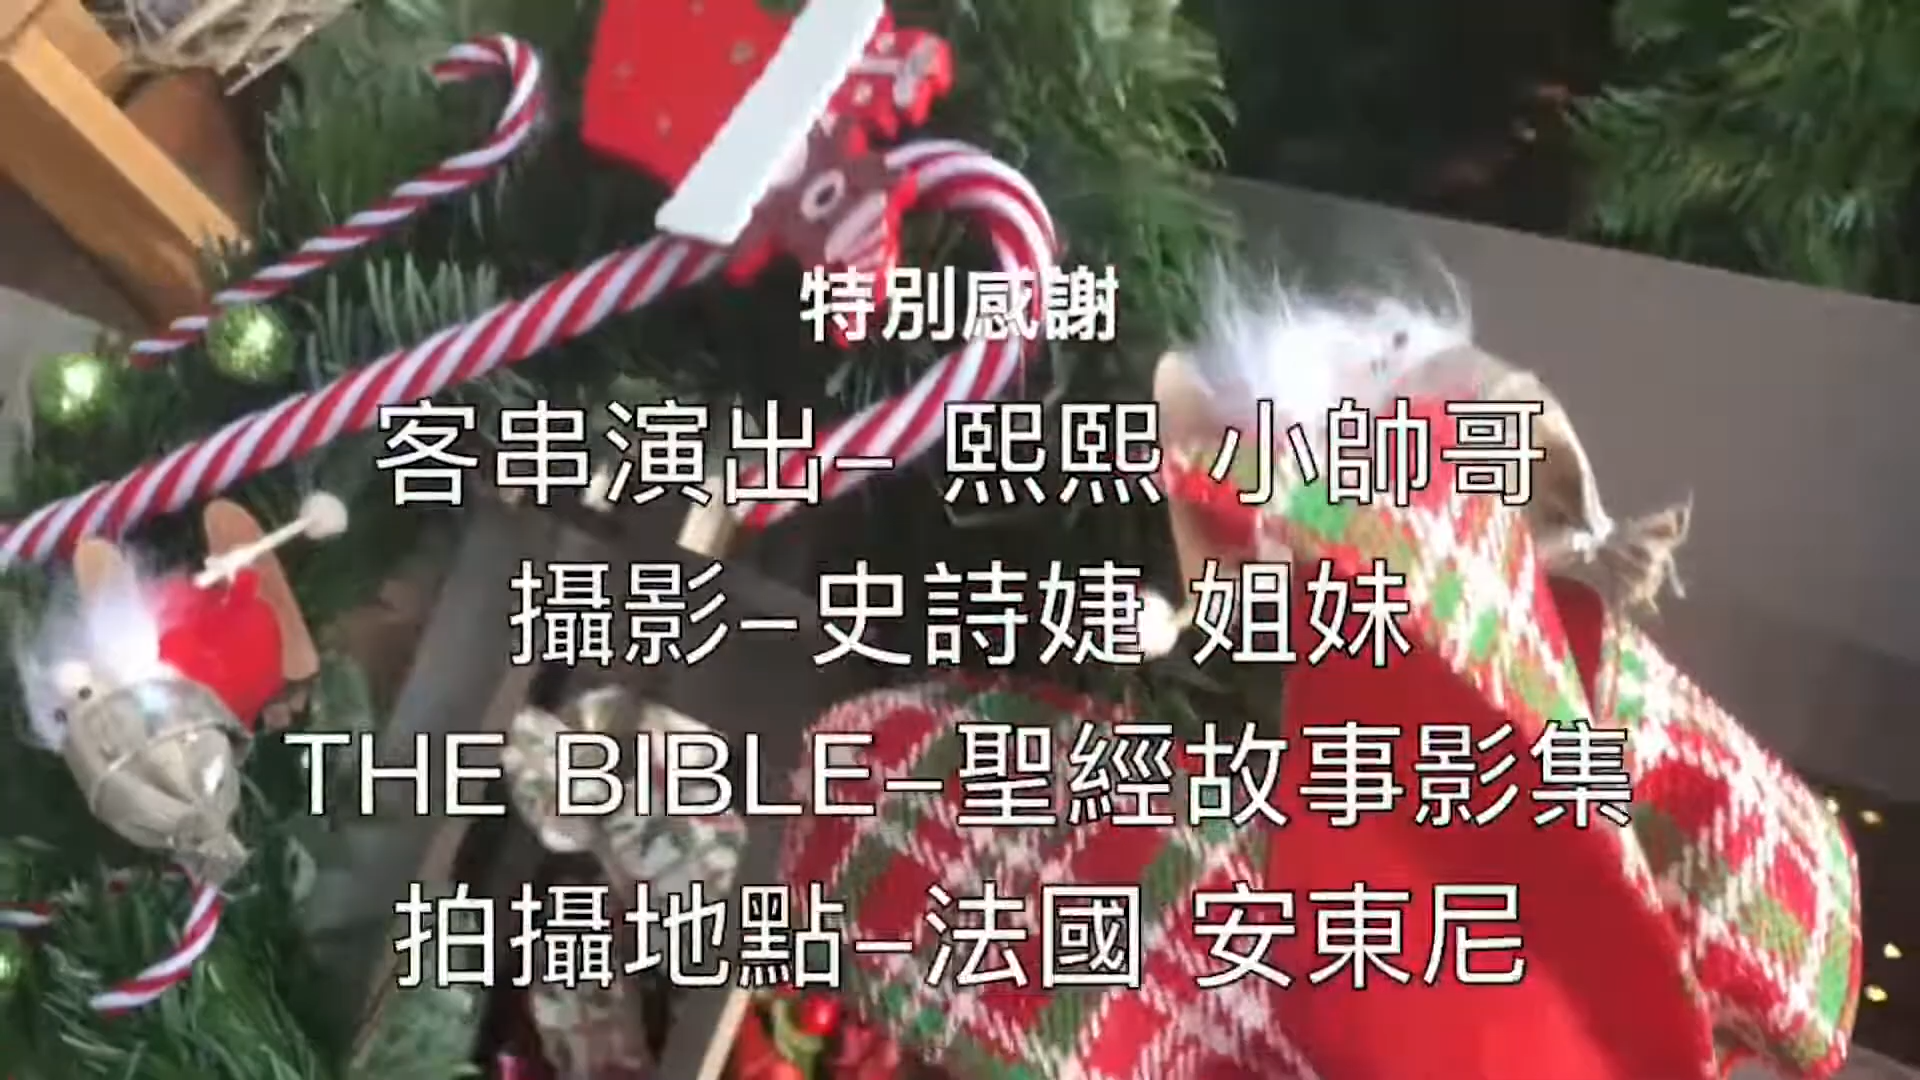 特別感謝
客串演出- 熙熙 小帥哥
攝影-史詩婕 姐妹
THE BIBLE-聖經故事影集
拍攝地點-法國 安東尼